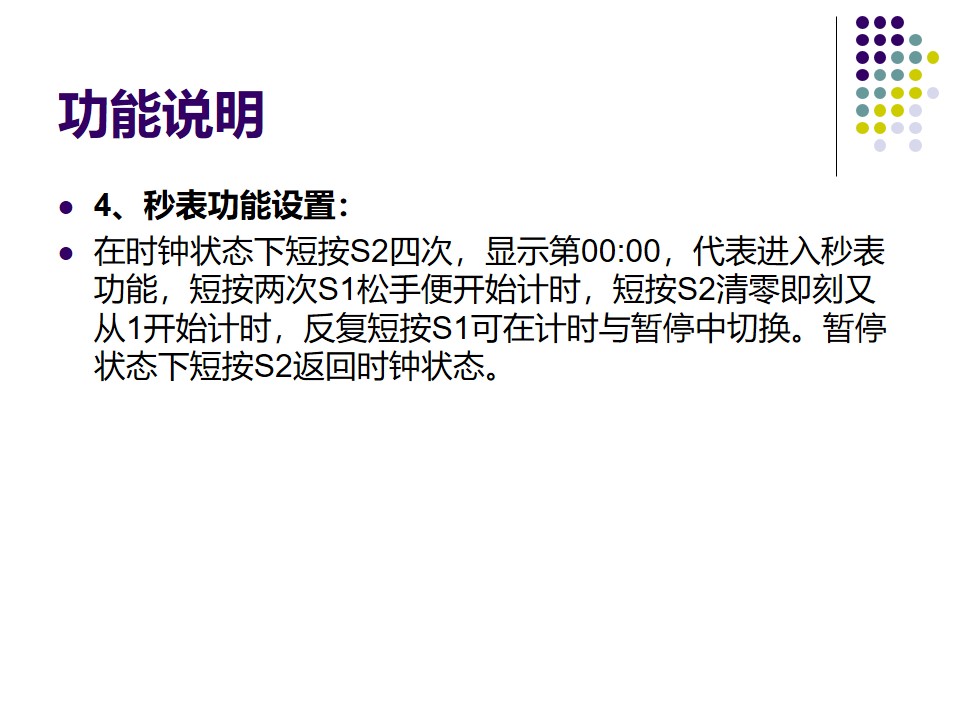 功能说明
4、秒表功能设置：
在时钟状态下短按S2四次，显示第00:00，代表进入秒表
功能，短按两次S1松手便开始计时，短按S2清零即刻又
从1开始计时，反复短按S1可在计时与暂停中切换。暂停
状态下短按S2返回时钟状态。